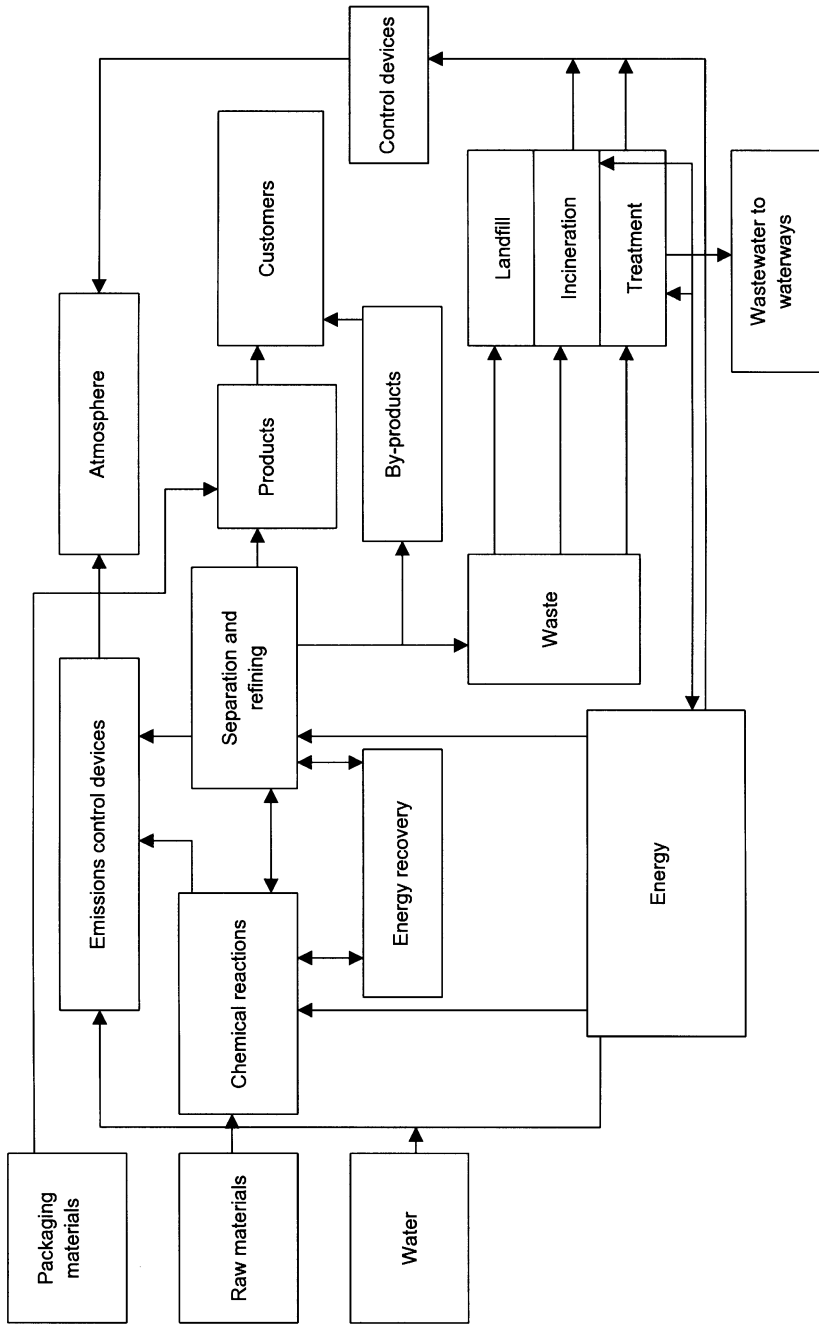 Packaging
materials
Raw materials
Water
Emissions control devices
Chemical reactions
Energy recovery
Energy
Separation and
refining
Waste
Atmosphere
Products
By-products
Customers
Landfill
Incineration
Treatment
Wastewater to
waterways
Control devices